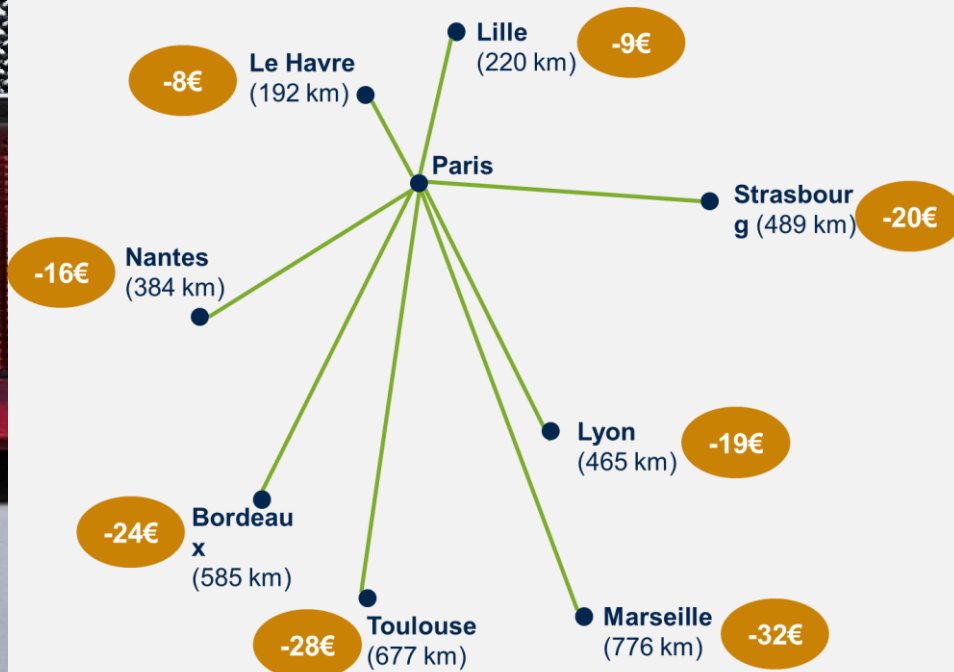 Lille
(220 km)
-9€
Le Havre
(192 km)
-8€
Paris
Strasbour
g (489 km)
-20€
Nantes
(384 km)
-16€
Lyon
(465 km)
-19€
Bordeau
x
(585 km)
-24€
Toulouse
(677 km)
-28€
Marseille
(776 km)
-32€